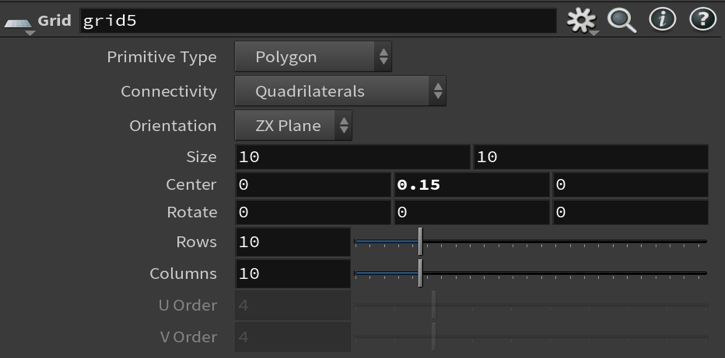 Grid grid5
Primitive Type Polygon
Connectivity Quadrilaterals
Orientation ZX Plane
Size 10 10
Center 0 0.15 0
Rotate 0 0 0
Rows 10
Columns 10
U Order 4
V Order 4